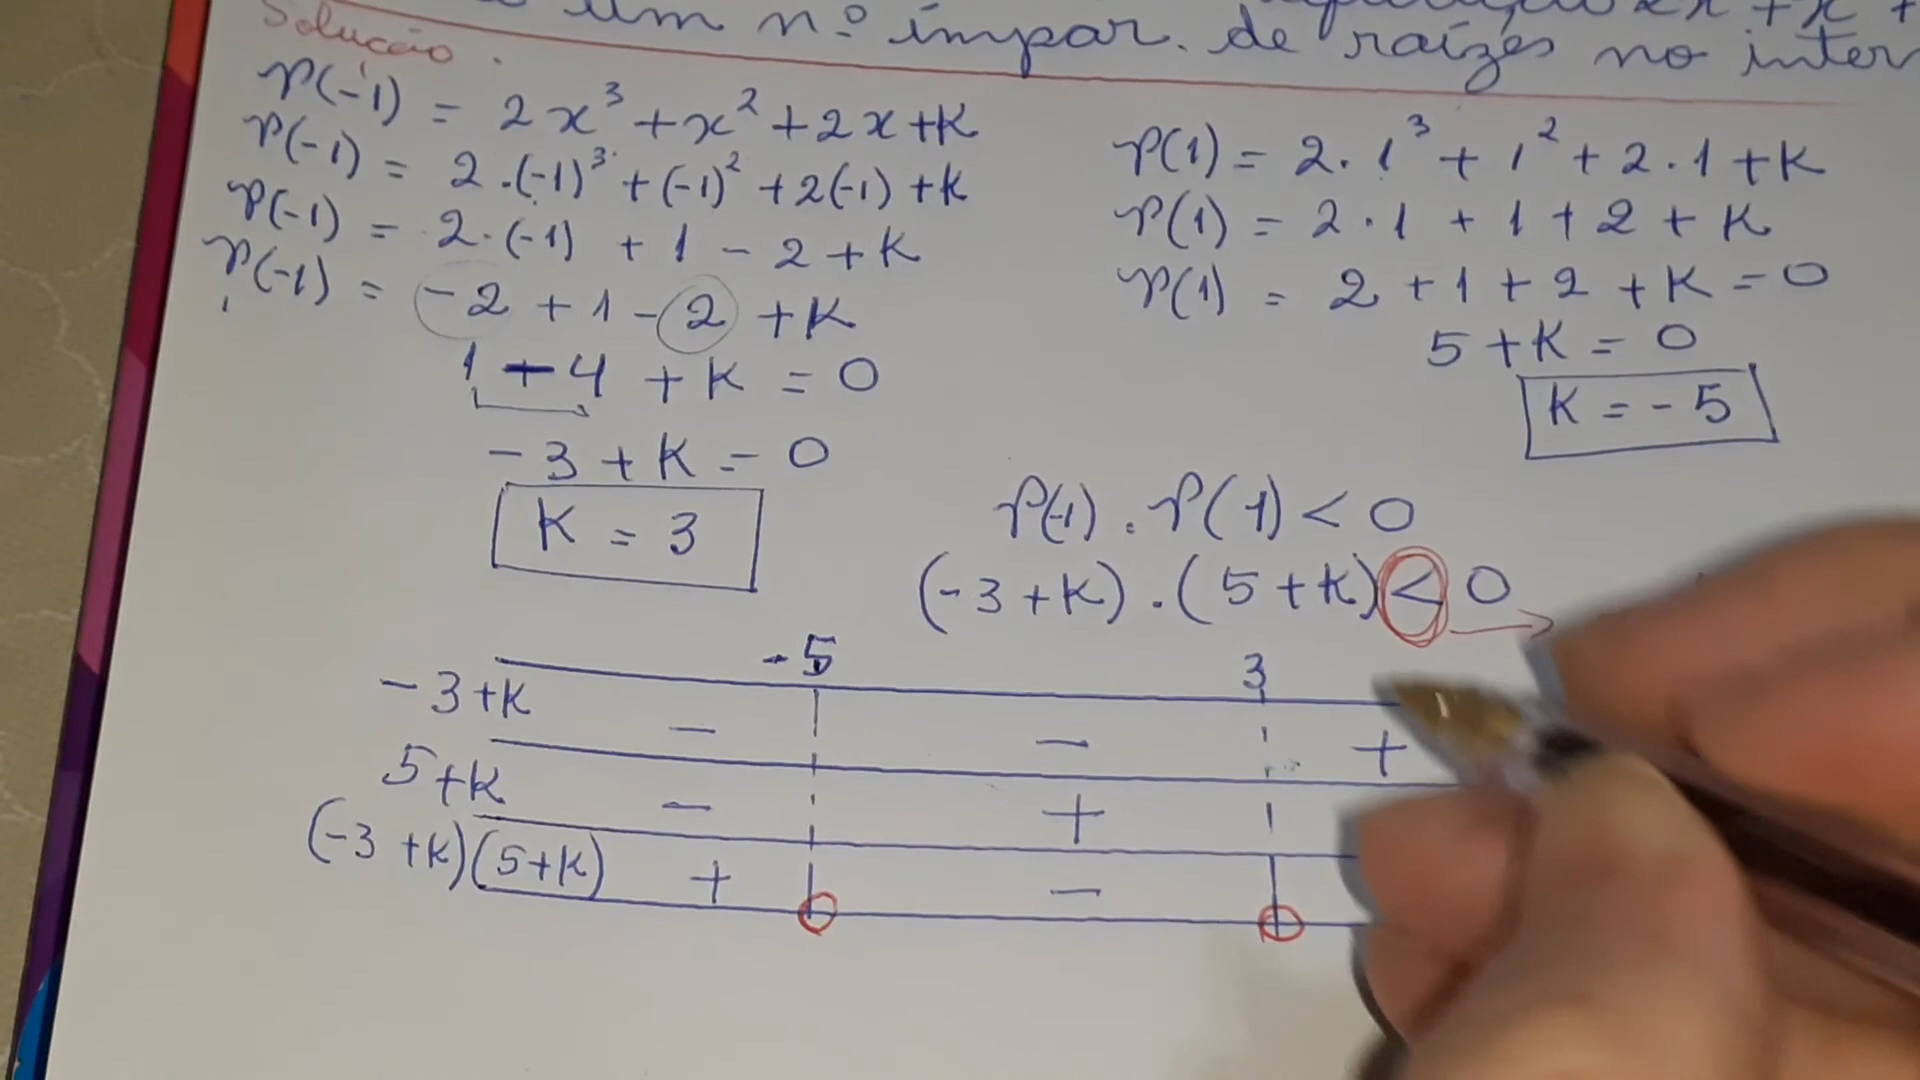 um nº ímpar. de raízes no inter
Solução.
p(-1) = 2x³ + x² + 2x + K
p(-1) = 2.(-1)³ + (-1)² + 2(-1) + K
p(-1) = 2.(-1) + 1 - 2 + K
p(-1) = -2 + 1 - 2 + K
1 - 4 + K = 0
-3 + K = 0
K = 3
p(1) = 2.1³ + 1² + 2.1 + K
p(1) = 2.1 + 1 + 2 + K
p(1) = 2 + 1 + 2 + K = 0
5 + K = 0
K = -5
P(-1) . P(1) < 0
(-3 + K) . (5 + K) < 0
-5 3
-3 + K - - +
5 + K - +
(-3 + K)(5 + K) + -